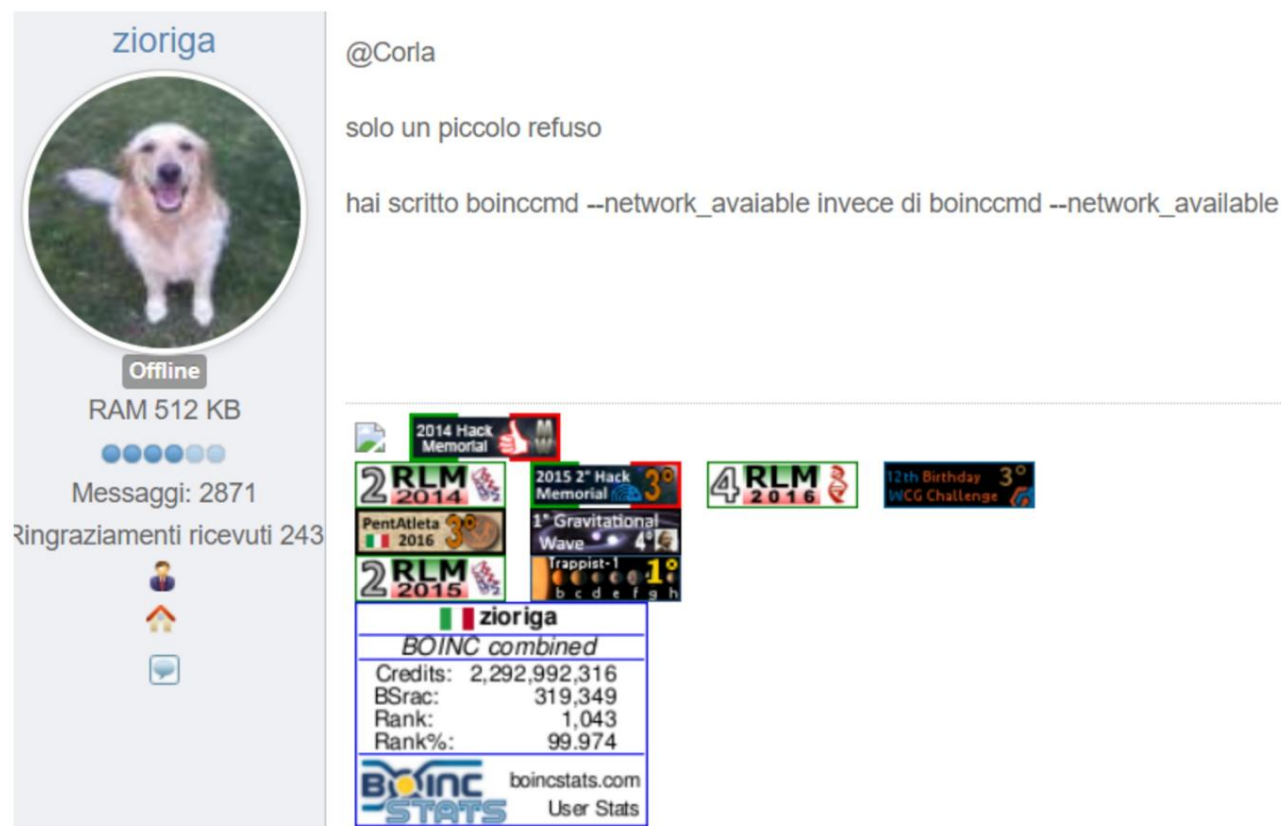 zioriga
Offline
RAM 512 KB
Messaggi: 2871
Ringraziamenti ricevuti 243
@Corla
solo un piccolo refuso
hai scritto boinccmd --network_avaiable invece di boinccmd --network_available
2014 Hack
Memorial
MW
2 RLM
2014
2015 2° Hack
Memorial 3°
4 RLM
2016
12th Birthday 3°
WCG Challenge
PentAtleta 3°
2016
1° Gravitational
Wave 4°
2 RLM
2015
Trappist-1 1°
b c d e f g h
zioriga
BOINC combined
Credits: 2,292,992,316
BSrac: 319,349
Rank: 1,043
Rank%: 99.974
BOINC
STATS
boincstats.com
User Stats